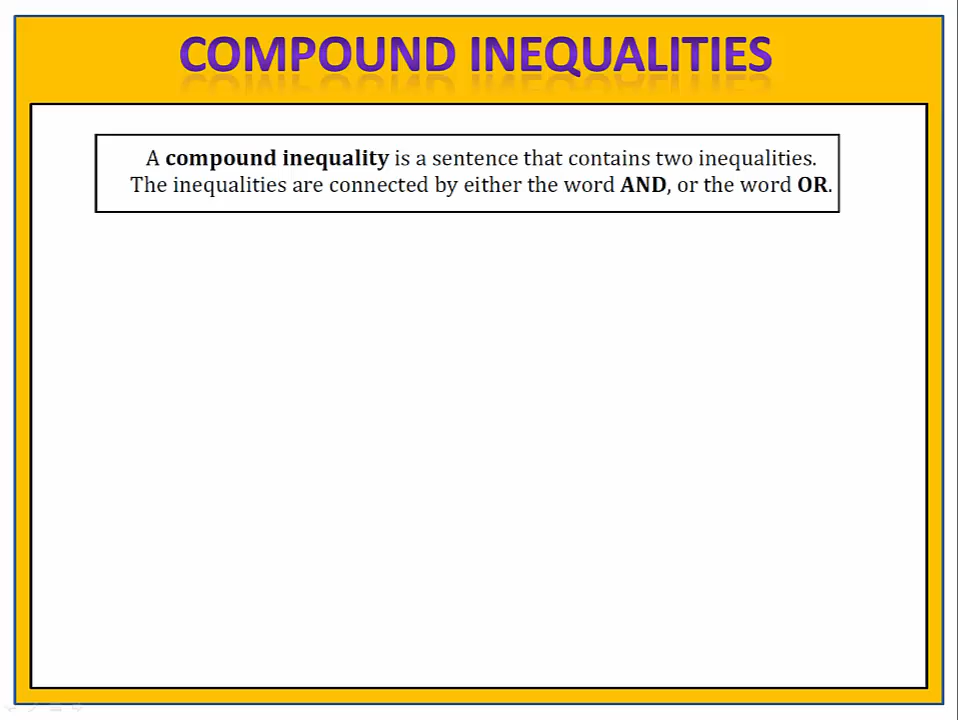 COMPOUND INEQUALITIES
A compound inequality is a sentence that contains two inequalities.
The inequalities are connected by either the word AND, or the word OR.